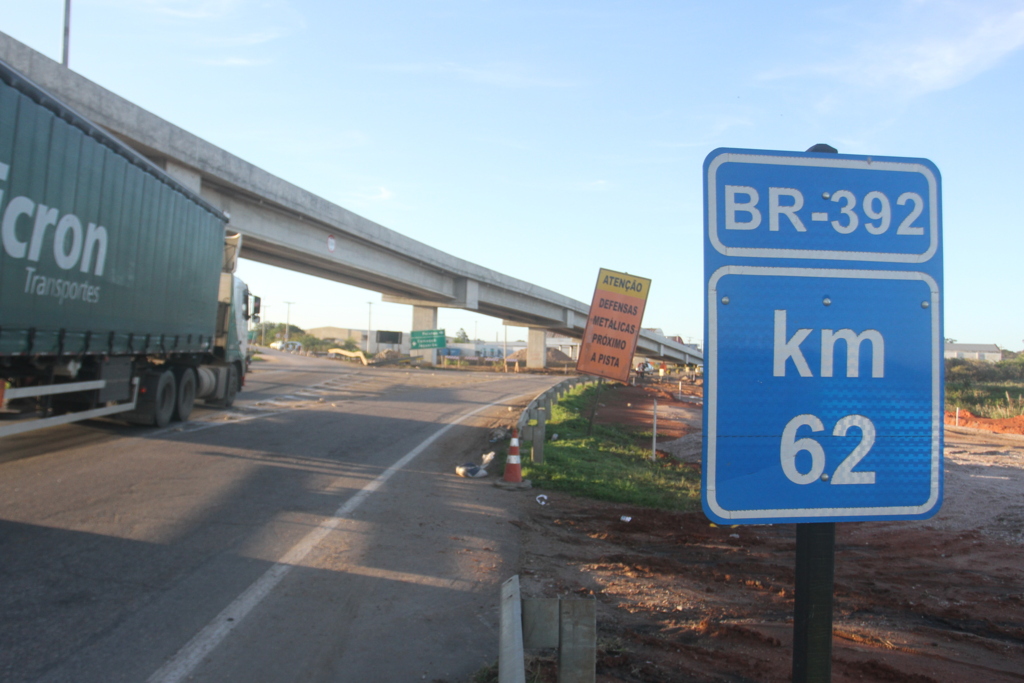 cron
Transportes
ATENÇÃO
DEFENSAS
METÁLICAS
PRÓXIMO
A PISTA
BR-392
km
62